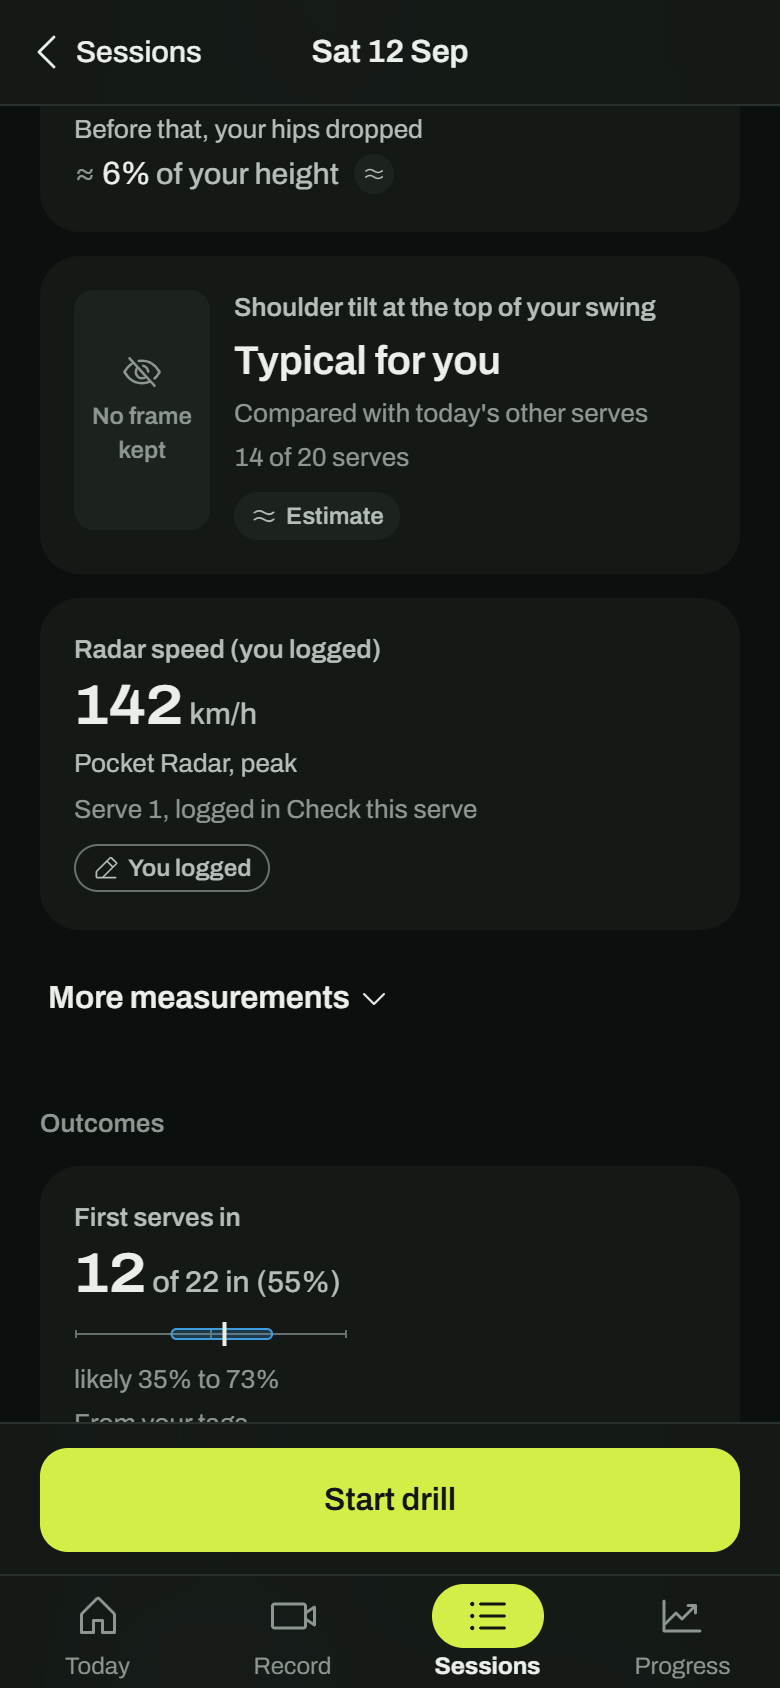 Sessions
Sat 12 Sep
Before that, your hips dropped
≈ 6% of your height ≈
No frame
kept
Shoulder tilt at the top of your swing
Typical for you
Compared with today's other serves
14 of 20 serves
≈ Estimate
Radar speed (you logged)
142 km/h
Pocket Radar, peak
Serve 1, logged in Check this serve
You logged
More measurements
Outcomes
First serves in
12 of 22 in (55%)
likely 35% to 73%
From your tags
Start drill
Today
Record
Sessions
Progress